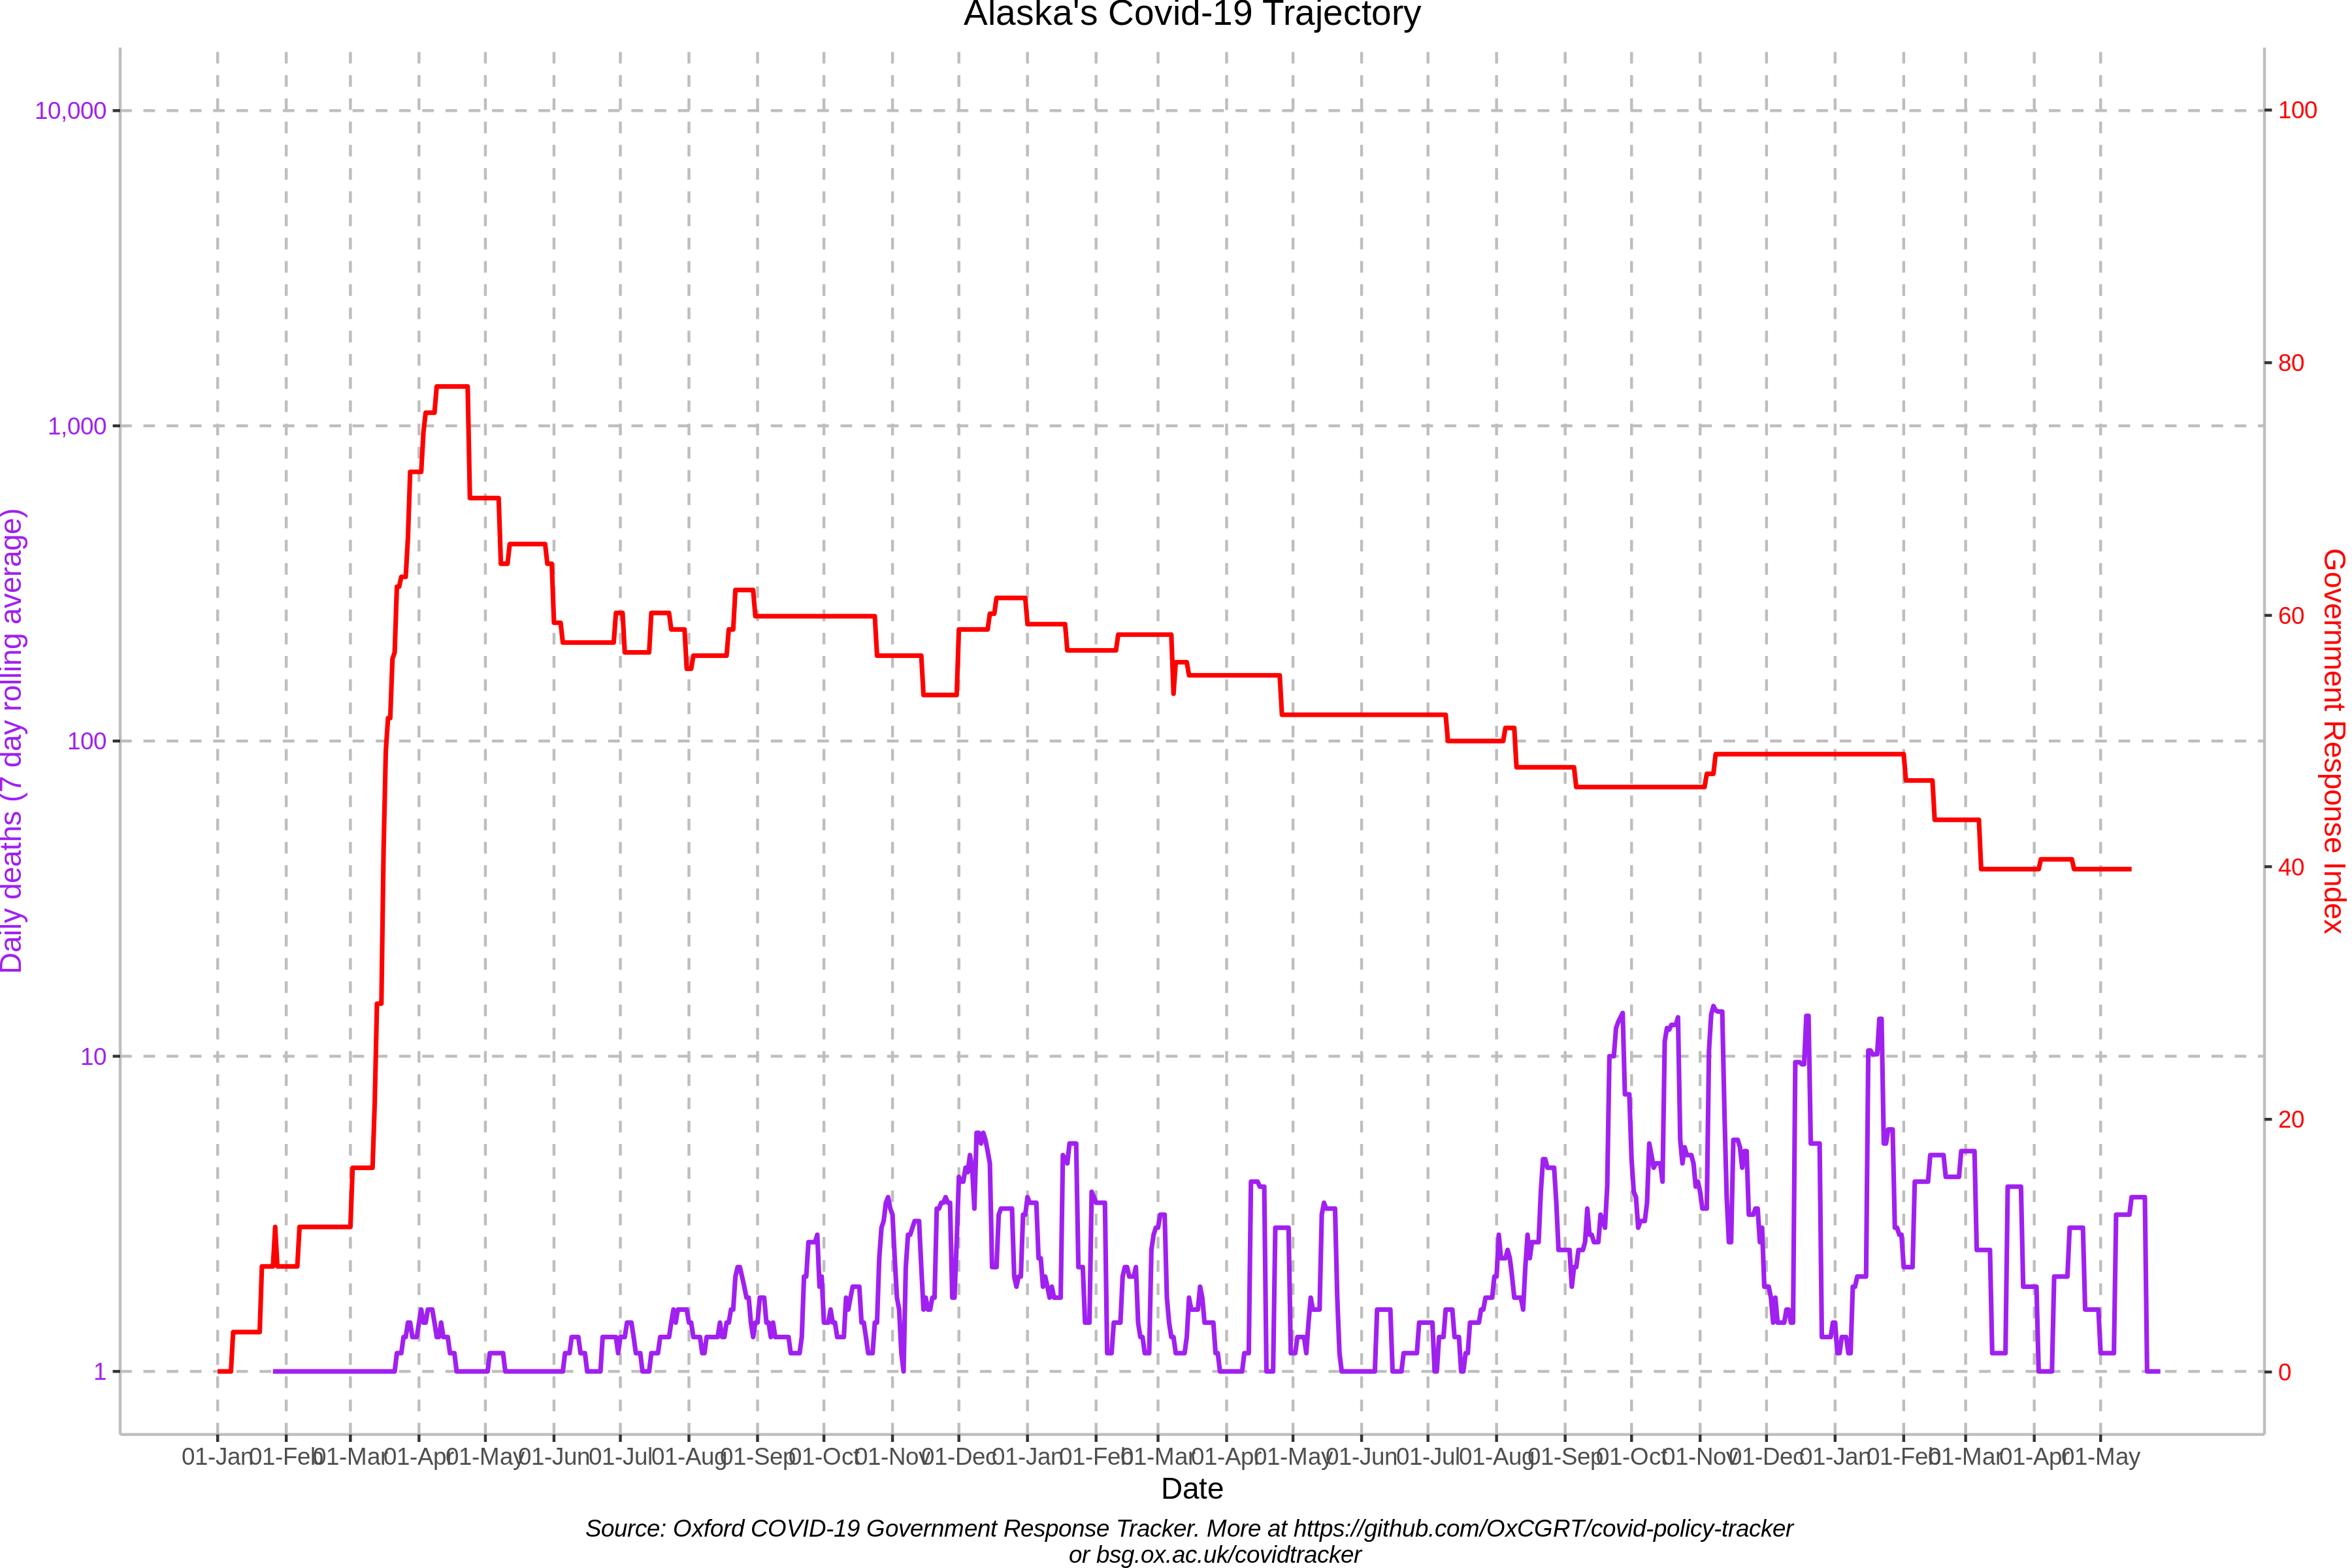 Alaska's Covid-19 Trajectory
10,000
1,000
100
10
1
Daily deaths (7 day rolling average)
100
80
60
40
20
0
Government Response Index
01-Jan 01-Feb 01-Mar 01-Apr 01-May 01-Jun 01-Jul 01-Aug 01-Sep 01-Oct 01-Nov 01-Dec 01-Jan 01-Feb 01-Mar 01-Apr 01-May 01-Jun 01-Jul 01-Aug 01-Sep 01-Oct 01-Nov 01-Dec 01-Jan 01-Feb 01-Mar 01-Apr 01-May
Date
Source: Oxford COVID-19 Government Response Tracker. More at https://github.com/OxCGRT/covid-policy-tracker
or bsg.ox.ac.uk/covidtracker